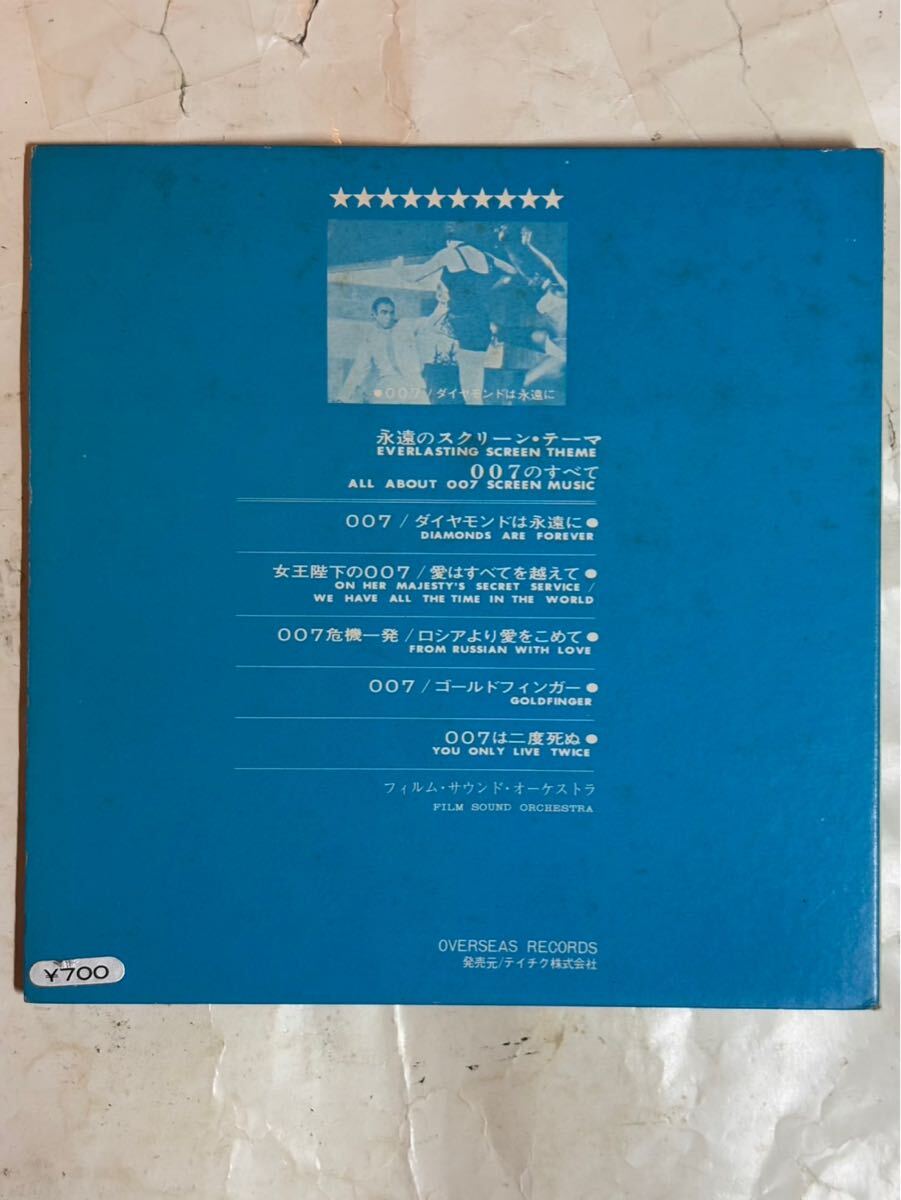 ★★★★★★★★★★
●007/ダイヤモンドは永遠に
永遠のスクリーン・テーマ
EVERLASTING SCREEN THEME
007のすべて
ALL ABOUT 007 SCREEN MUSIC
007/ダイヤモンドは永遠に●
DIAMONDS ARE FOREVER
女王陛下の007/愛はすべてを越えて●
ON HER MAJESTY'S SECRET SERVICE /
WE HAVE ALL THE TIME IN THE WORLD
007危機一発/ロシアより愛をこめて●
FROM RUSSIAN WITH LOVE
007/ゴールドフィンガー●
GOLDFINGER
007は二度死ぬ●
YOU ONLY LIVE TWICE
フィルム・サウンド・オーケストラ
FILM SOUND ORCHESTRA
OVERSEAS RECORDS
発売元/テイチク株式会社
¥700